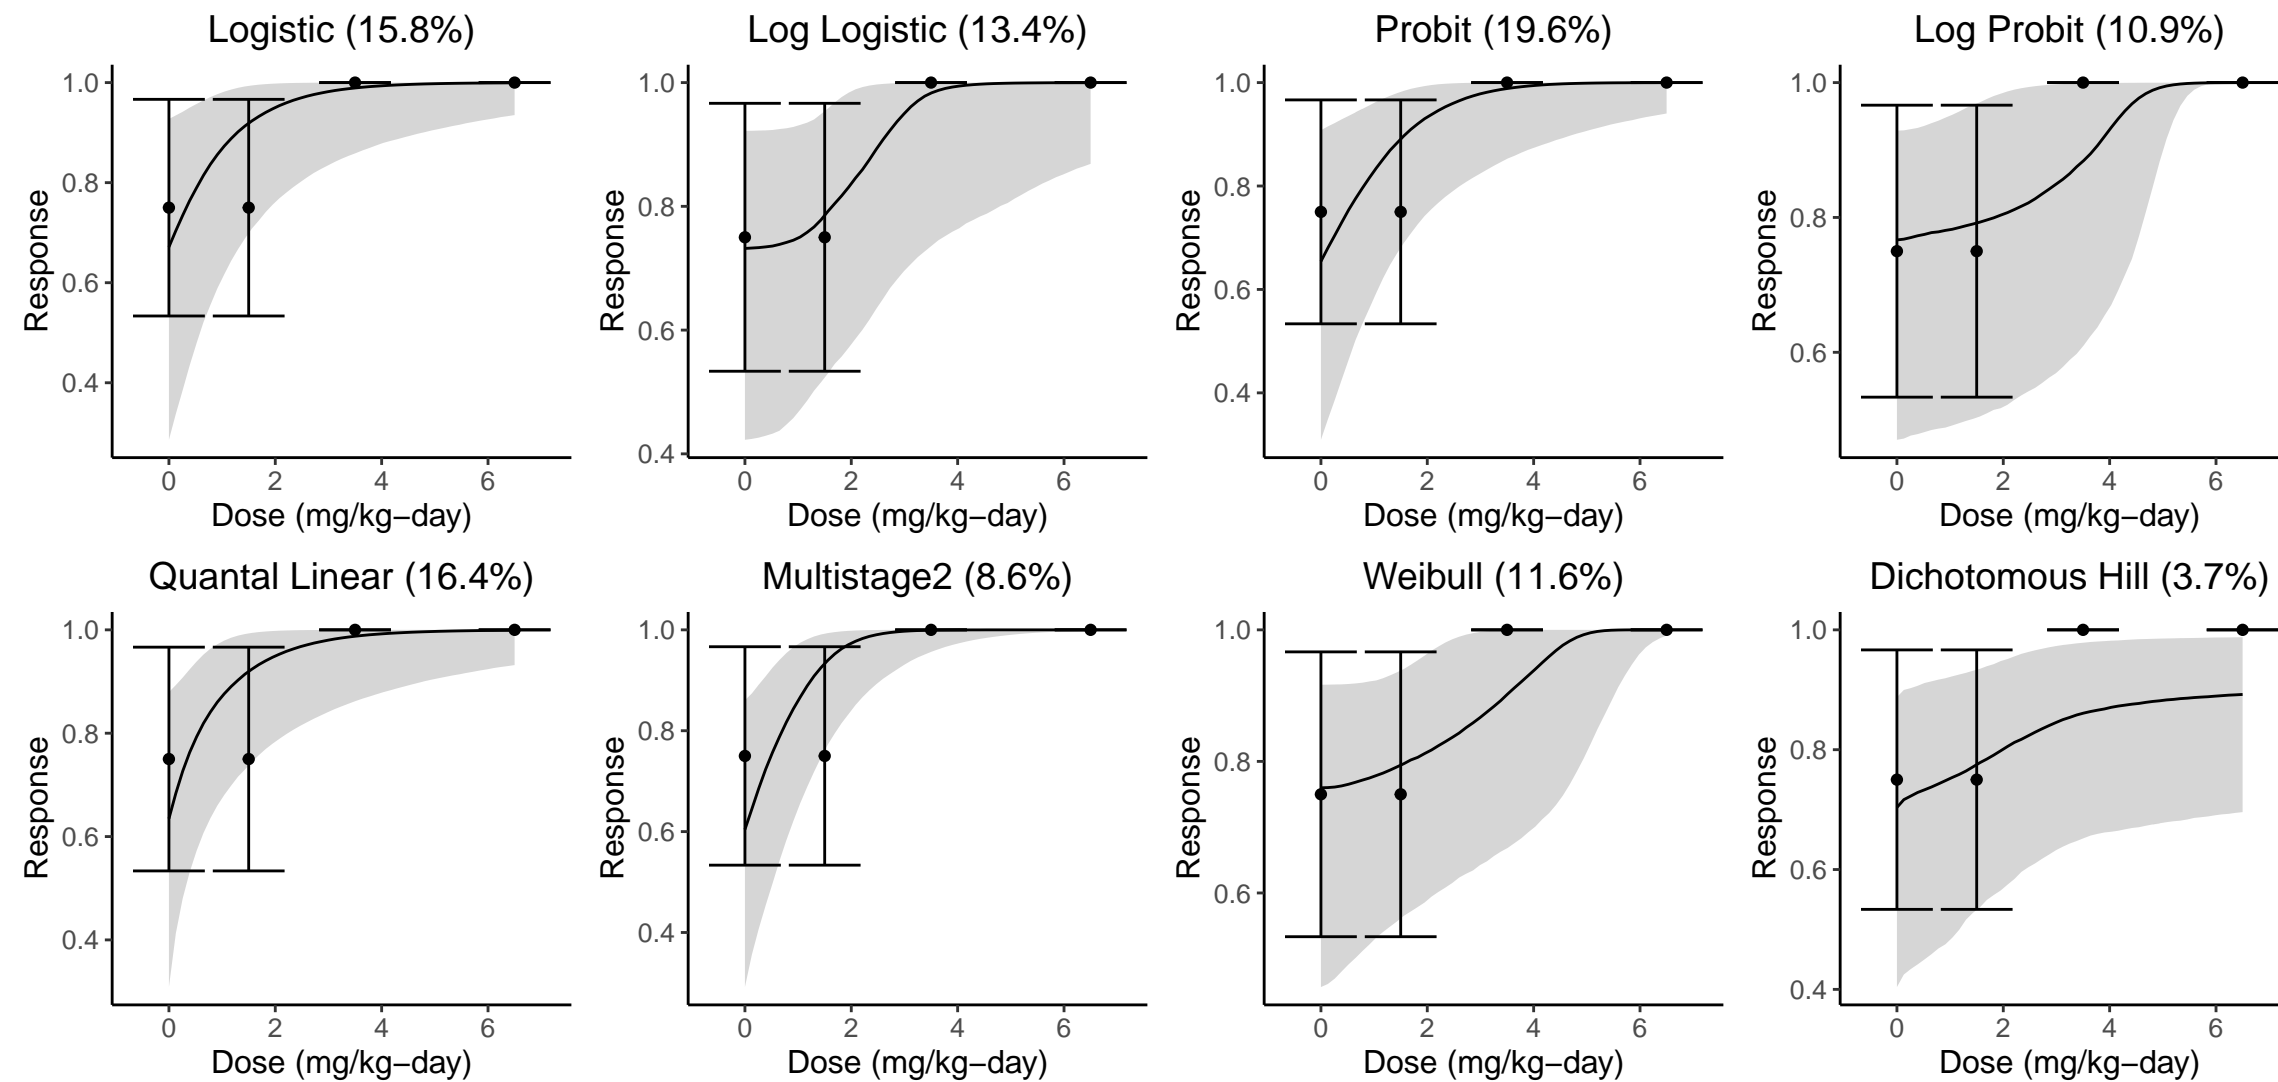 Logistic (15.8%)
1.0
0.8
0.6
0.4
Response
0 2 4 6
Dose (mg/kg−day)
Log Logistic (13.4%)
1.0
0.8
0.6
0.4
Response
0 2 4 6
Dose (mg/kg−day)
Probit (19.6%)
1.0
0.8
0.6
0.4
Response
0 2 4 6
Dose (mg/kg−day)
Log Probit (10.9%)
1.0
0.8
0.6
Response
0 2 4 6
Dose (mg/kg−day)
Quantal Linear (16.4%)
1.0
0.8
0.6
0.4
Response
0 2 4 6
Dose (mg/kg−day)
Multistage2 (8.6%)
1.0
0.8
0.6
0.4
Response
0 2 4 6
Dose (mg/kg−day)
Weibull (11.6%)
1.0
0.8
0.6
Response
0 2 4 6
Dose (mg/kg−day)
Dichotomous Hill (3.7%)
1.0
0.8
0.6
0.4
Response
0 2 4 6
Dose (mg/kg−day)